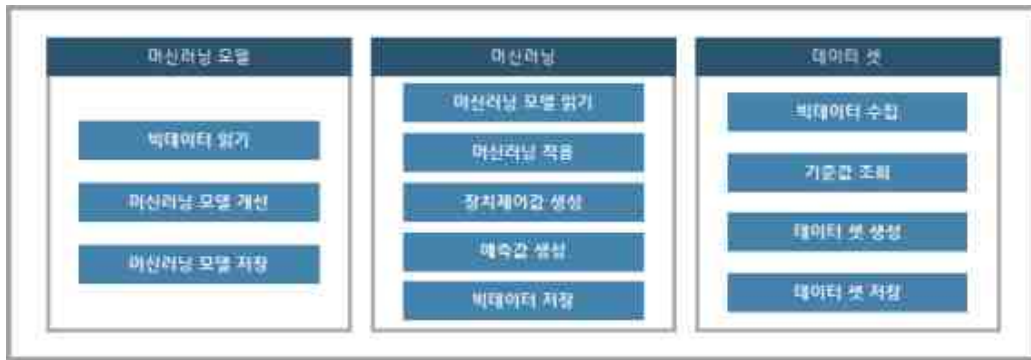 머신러닝 모델
빅데이터 읽기
머신러닝 모델 개선
머신러닝 모델 저장
머신러닝
머신러닝 모델 읽기
머신러닝 적용
장치제어값 생성
예측값 생성
빅데이터 저장
데이터 셋
빅데이터 수집
기준값 조회
데이터 셋 생성
데이터 셋 저장